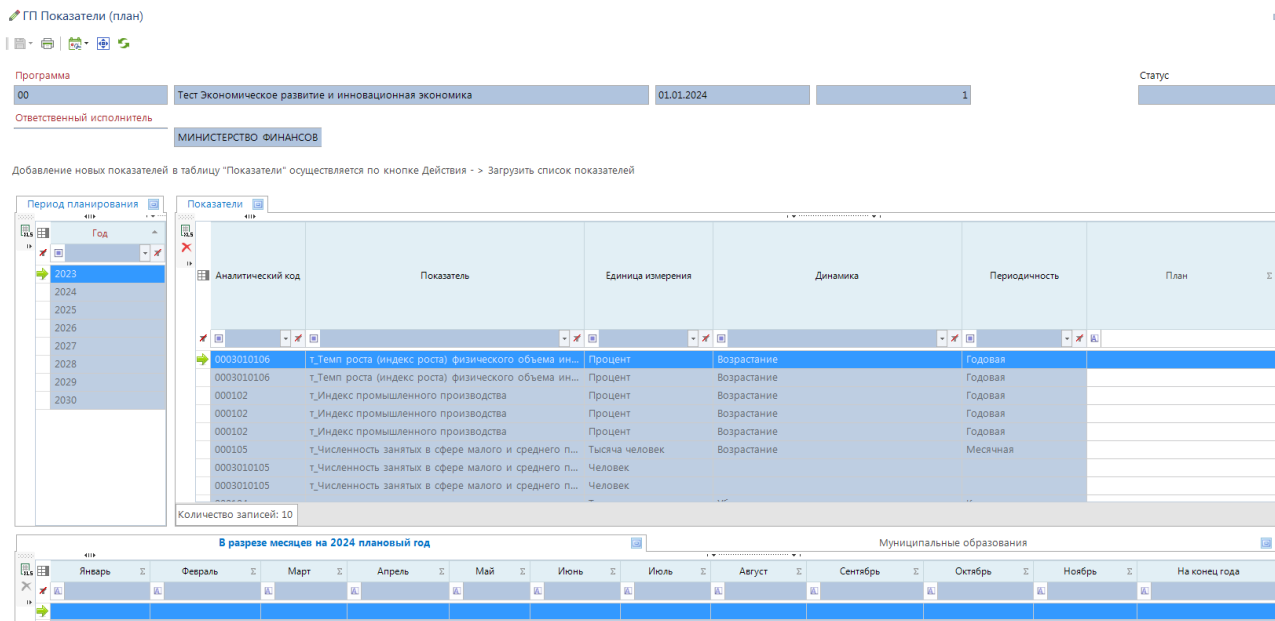 ГП Показатели (план)
Программа Статус
00 Тест Экономическое развитие и инновационная экономика 01.01.2024 1
Ответственный исполнитель
МИНИСТЕРСТВО ФИНАНСОВ
Добавление новых показателей в таблицу "Показатели" осуществляется по кнопке Действия - > Загрузить список показателей
Период планирования Показатели
Год
Аналитический код Показатель Единица измерения Динамика Периодичность План Σ
2023
2024
2025
2026
2027
2028
2029
2030
0003010106 т_Темп роста (индекс роста) физического объема ин... Процент Возрастание Годовая
0003010106 т_Темп роста (индекс роста) физического объема ин... Процент Возрастание Годовая
000102 т_Индекс промышленного производства Процент Возрастание Годовая
000102 т_Индекс промышленного производства Процент Возрастание Годовая
000102 т_Индекс промышленного производства Процент Возрастание Годовая
000105 т_Численность занятых в сфере малого и среднего п... Тысяча человек Возрастание Месячная
0003010105 т_Численность занятых в сфере малого и среднего п... Человек
0003010105 т_Численность занятых в сфере малого и среднего п... Человек
Количество записей: 10
В разрезе месяцев на 2024 плановый год Муниципальные образования
Январь Σ Февраль Σ Март Σ Апрель Σ Май Σ Июнь Σ Июль Σ Август Σ Сентябрь Σ Октябрь Σ Ноябрь Σ На конец года